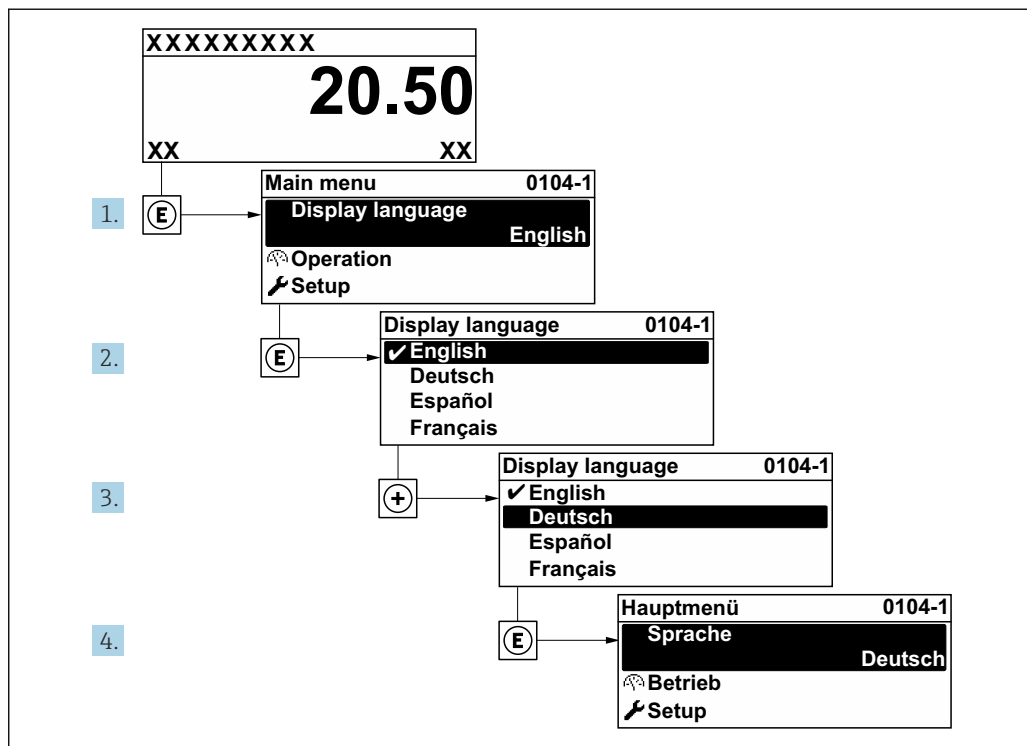 XXXXXXXXX
20.50
XX XX
1.
E
Main menu 0104-1
Display language
English
Operation
Setup
2.
E
Display language 0104-1
✔English
Deutsch
Español
Français
3.
+
Display language 0104-1
✔English
Deutsch
Español
Français
4.
E
Hauptmenü 0104-1
Sprache
Deutsch
Betrieb
Setup